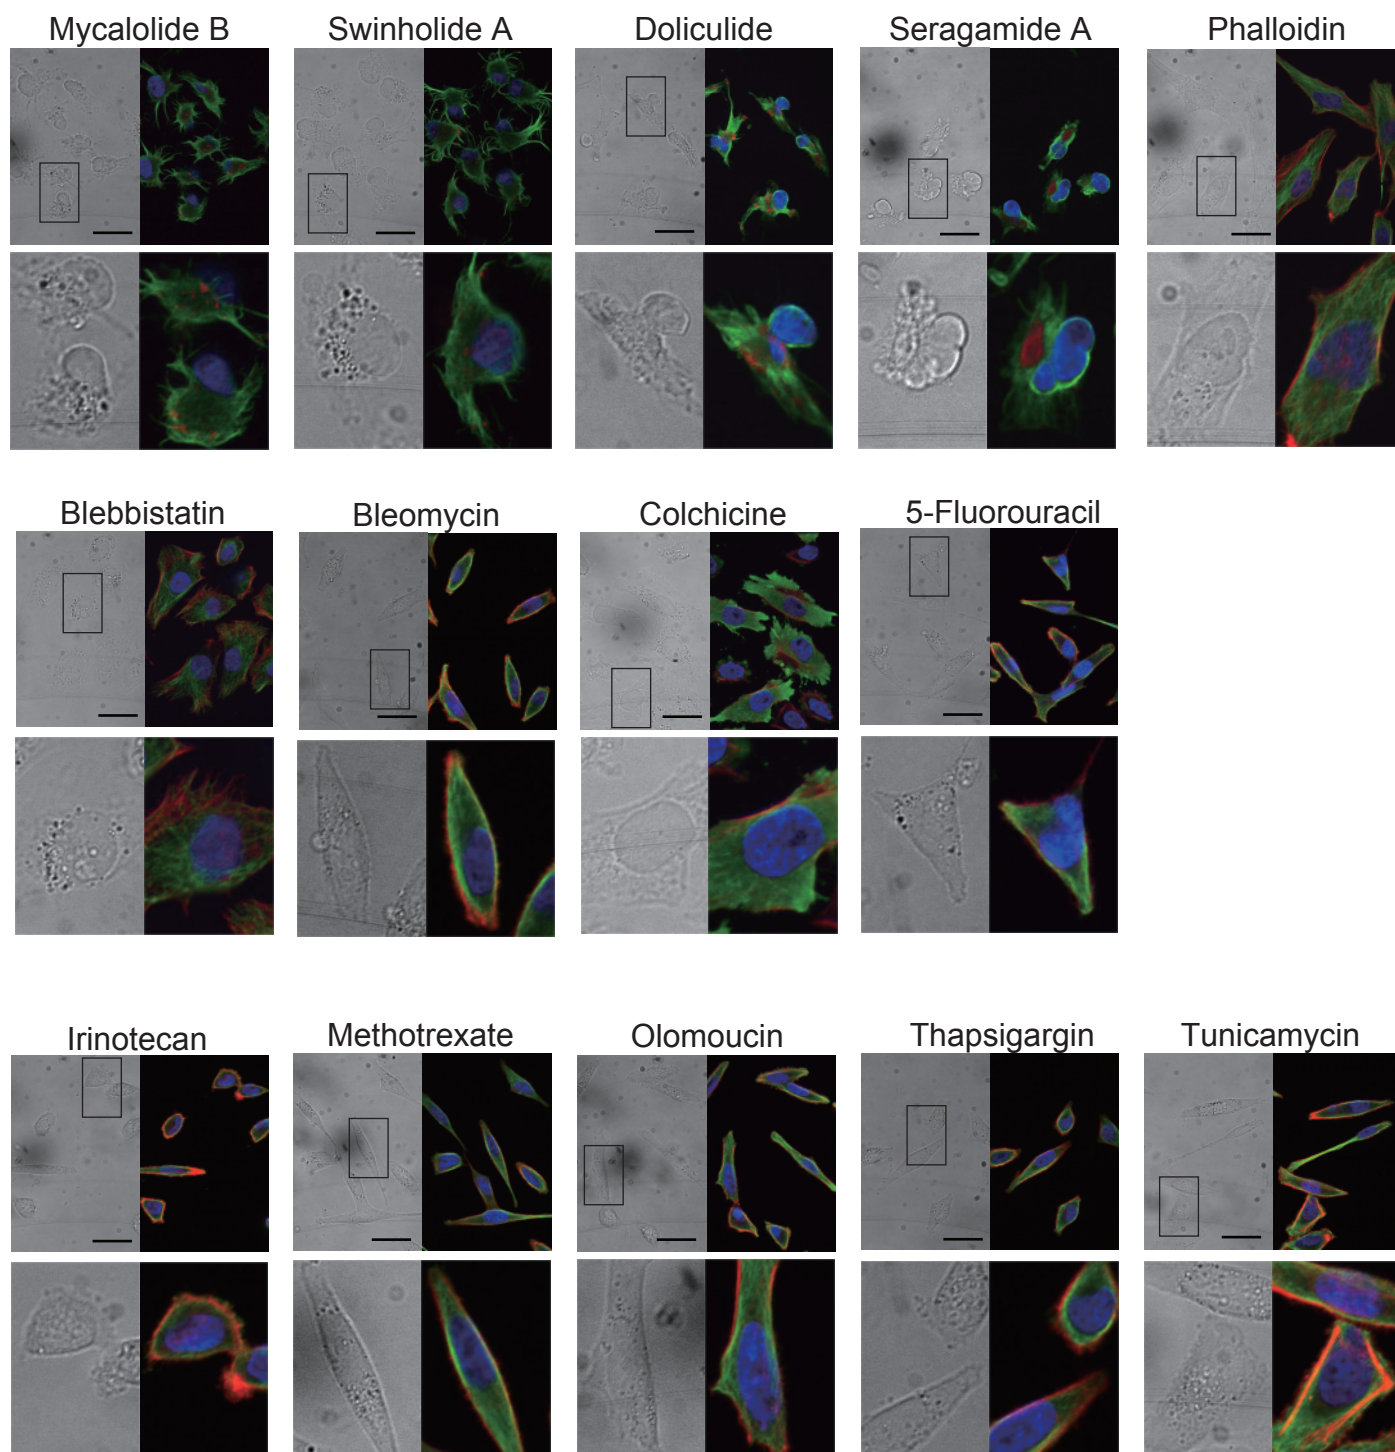 Mycalolide B
Swinholide A
Doliculide
Seragamide A
Phalloidin
Blebbistatin
Bleomycin
Colchicine
5-Fluorouracil
Irinotecan
Methotrexate
Olomoucin
Thapsigargin
Tunicamycin